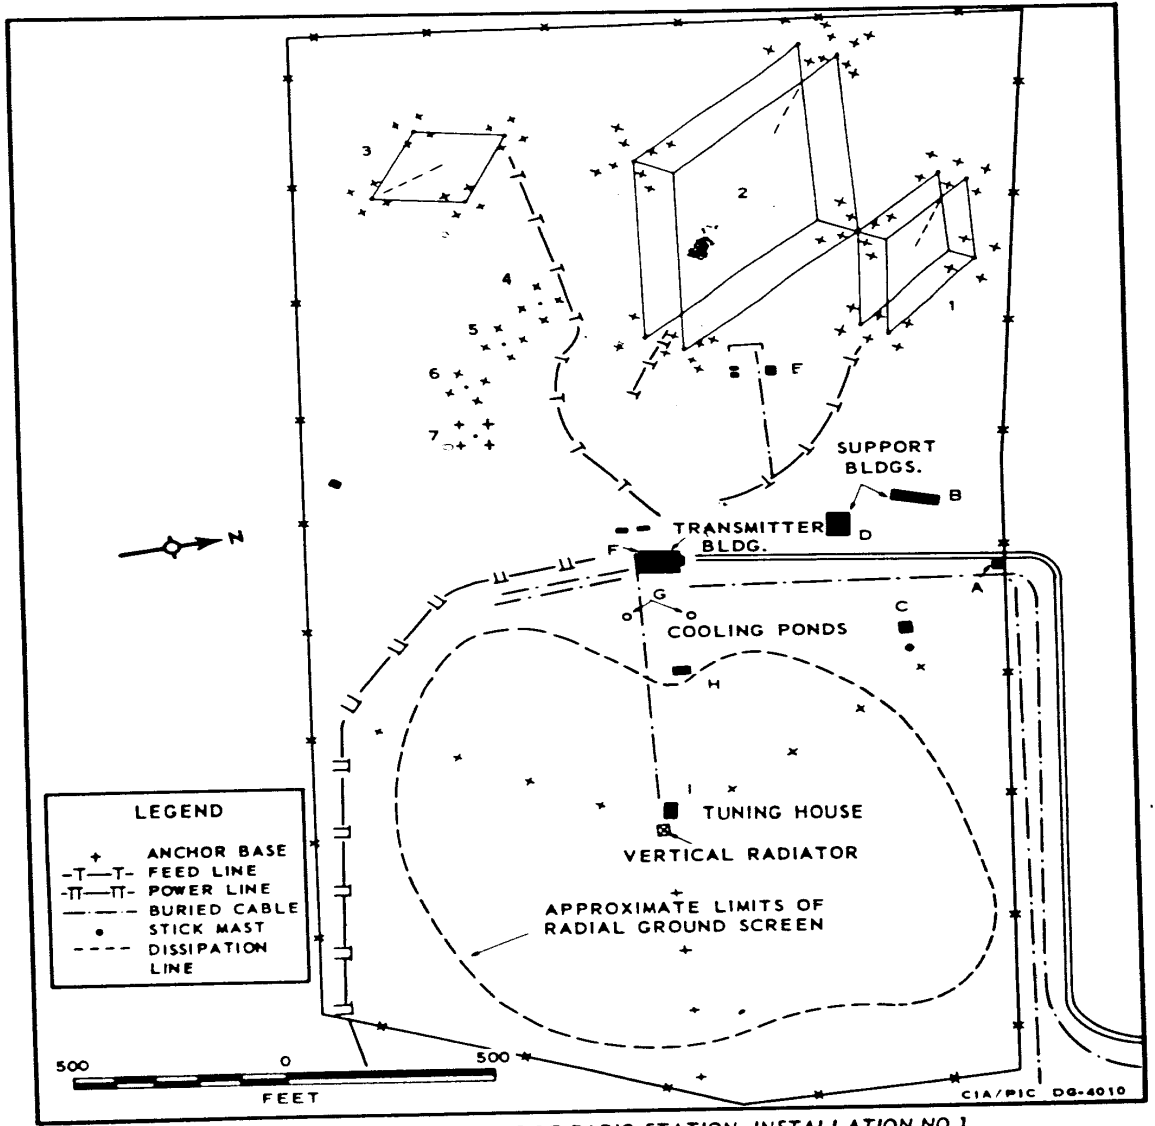 3
2
1
4
5
6
7
E
SUPPORT
BLDGS.
B
D
N
TRANSMITTER
BLDG.
F
A
G
C
COOLING PONDS
H
I
TUNING HOUSE
VERTICAL RADIATOR
APPROXIMATE LIMITS OF
RADIAL GROUND SCREEN
LEGEND
ANCHOR BASE
FEED LINE
POWER LINE
BURIED CABLE
STICK MAST
DISSIPATION
LINE
500 0 500
FEET
CIA/PIC DG-4010
RADIO STATION, INSTALLATION NO.1